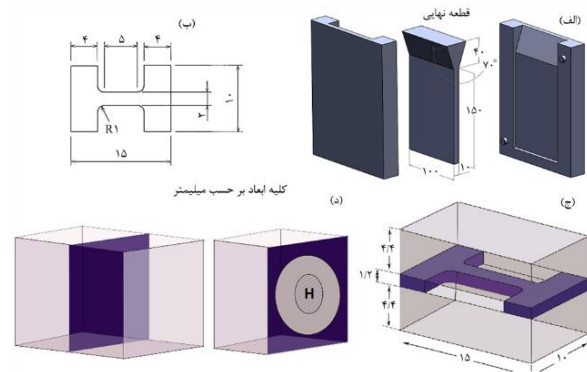 (الف)
قطعه نهایی
۴۰
۷۰°
۱۵۰
۱۰۰
۱۰
(ب)
۴
۵
۴
۱۰
۲
R۱
۱۵
کلیه ابعاد بر حسب میلیمتر
(ج)
۴/۴
۱/۲
۴/۴
۱۵
۱۰
(د)
H